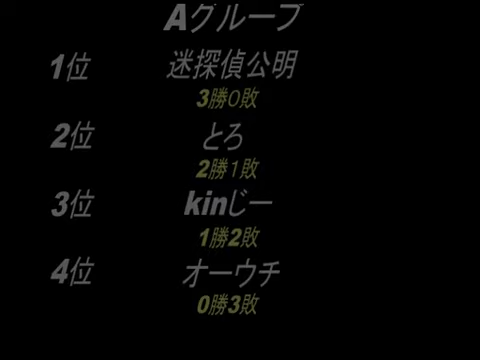 Aグループ
1位 迷探偵公明
3勝0敗
2位 とろ
2勝1敗
3位 kinじー
1勝2敗
4位 オーウチ
0勝3敗